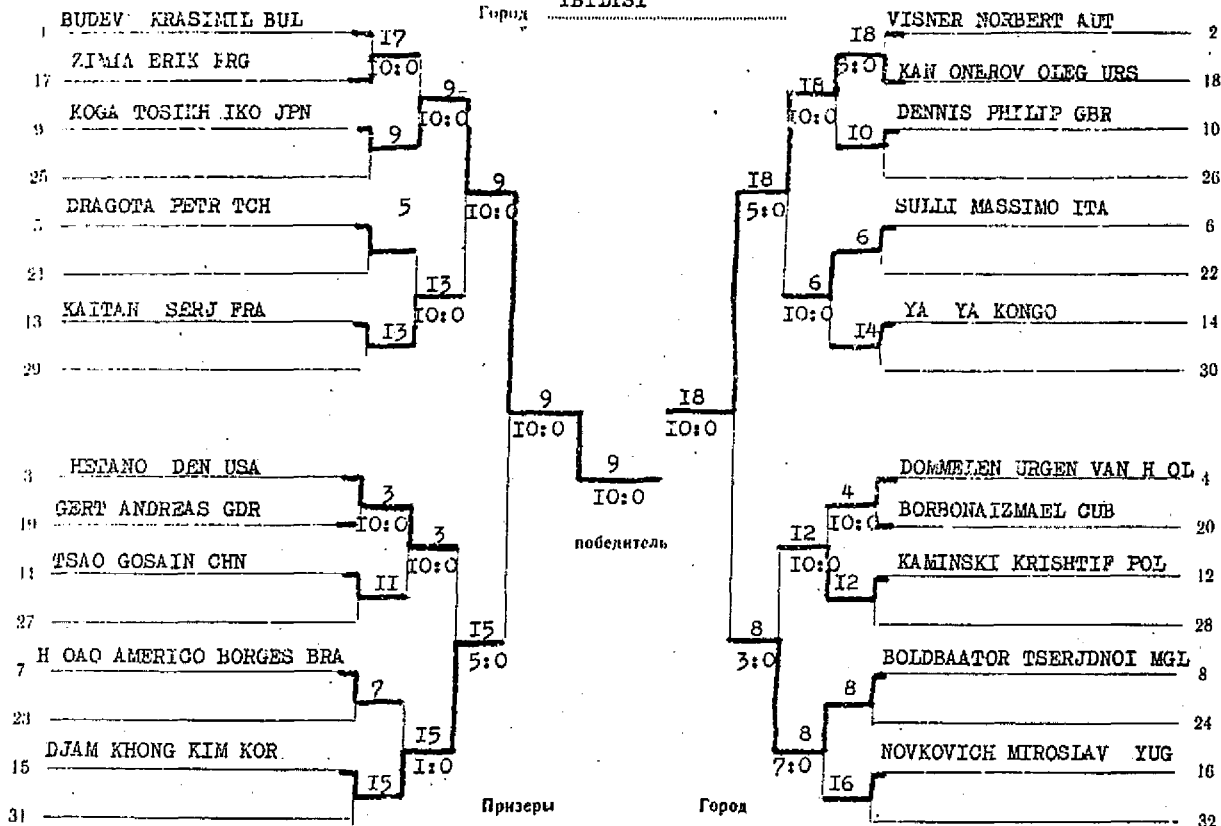 Город TBILISI
1 BUDEV KRASIMIL BUL
17 ZIMMA ERIK FRG
17
10:0
9
10:0
9 KOGA TOSIKH IKO JPN
9
25
9
10:0
5 DRAGOTA PETR TCH
5
21
13
10:0
13 KAITAN SERJ FRA
13
29
9
10:0
3 HETANO DEN USA
3
10:0
19 GERT ANDREAS GDR
3
10:0
11 TSAO GOSAIN CHN
11
27
15
5:0
7 H OAO AMERICO BORGES BRA
7
23
15
1:0
15 DJAM KHONG KIM KOR
15
31
9
10:0
победитель
Призеры
Город
VISNER NORBERT AUT 2
18
5:0
KAN ONEROV OLEG URS 18
18
10:0
DENNIS PHILIP GBR 10
10
26
18
5:0
SULLI MASSIMO ITA 6
6
22
6
10:0
YA YA KONGO 14
14
30
18
10:0
DOMMELEN URGEN VAN H OL 4
4
10:0
BORBONAIZMAEL CUB 20
12
10:0
KAMINSKI KRISHTIF POL 12
12
28
8
3:0
BOLDBAATOR TSERJDNOI MGL 8
8
24
8
7:0
NOVKOVICH MIROSLAV YUG 16
16
32